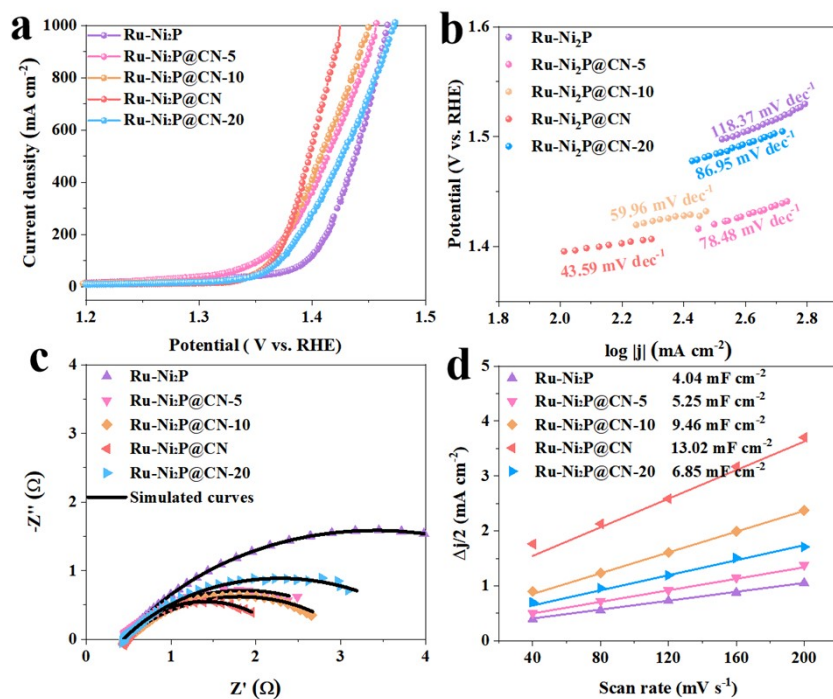 a
Current density (mA cm⁻²)
1000
800
600
400
200
0
Ru-Ni₂P
Ru-Ni₂P@CN-5
Ru-Ni₂P@CN-10
Ru-Ni₂P@CN
Ru-Ni₂P@CN-20
1.2 1.3 1.4 1.5
Potential ( V vs. RHE)
b
Potential (V vs. RHE)
1.6
1.5
1.4
1.3
Ru-Ni₂P
Ru-Ni₂P@CN-5
Ru-Ni₂P@CN-10
Ru-Ni₂P@CN
Ru-Ni₂P@CN-20
118.37 mV dec⁻¹
86.95 mV dec⁻¹
59.96 mV dec⁻¹
78.48 mV dec⁻¹
43.59 mV dec⁻¹
1.8 2.0 2.2 2.4 2.6 2.8
log |j| (mA cm⁻²)
c
-Z'' (Ω)
4
2
0
Ru-Ni₂P
Ru-Ni₂P@CN-5
Ru-Ni₂P@CN-10
Ru-Ni₂P@CN
Ru-Ni₂P@CN-20
Simulated curves
0 1 2 3 4
Z' (Ω)
d
Δj/2 (mA cm⁻²)
5
4
3
2
1
0
Ru-Ni₂P 4.04 mF cm⁻²
Ru-Ni₂P@CN-5 5.25 mF cm⁻²
Ru-Ni₂P@CN-10 9.46 mF cm⁻²
Ru-Ni₂P@CN 13.02 mF cm⁻²
Ru-Ni₂P@CN-20 6.85 mF cm⁻²
40 80 120 160 200
Scan rate (mV s⁻¹)